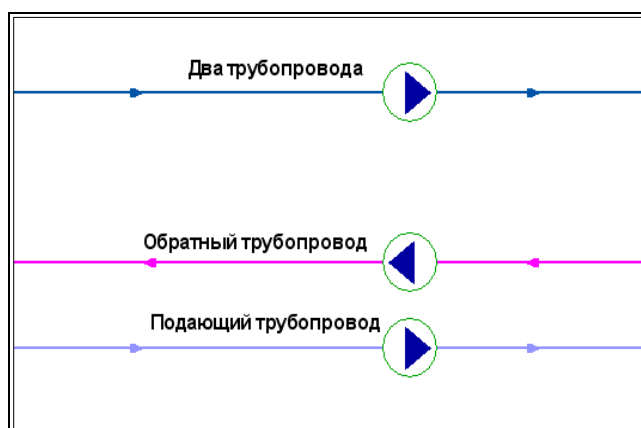 Два трубопровода
Обратный трубопровод
Подающий трубопровод